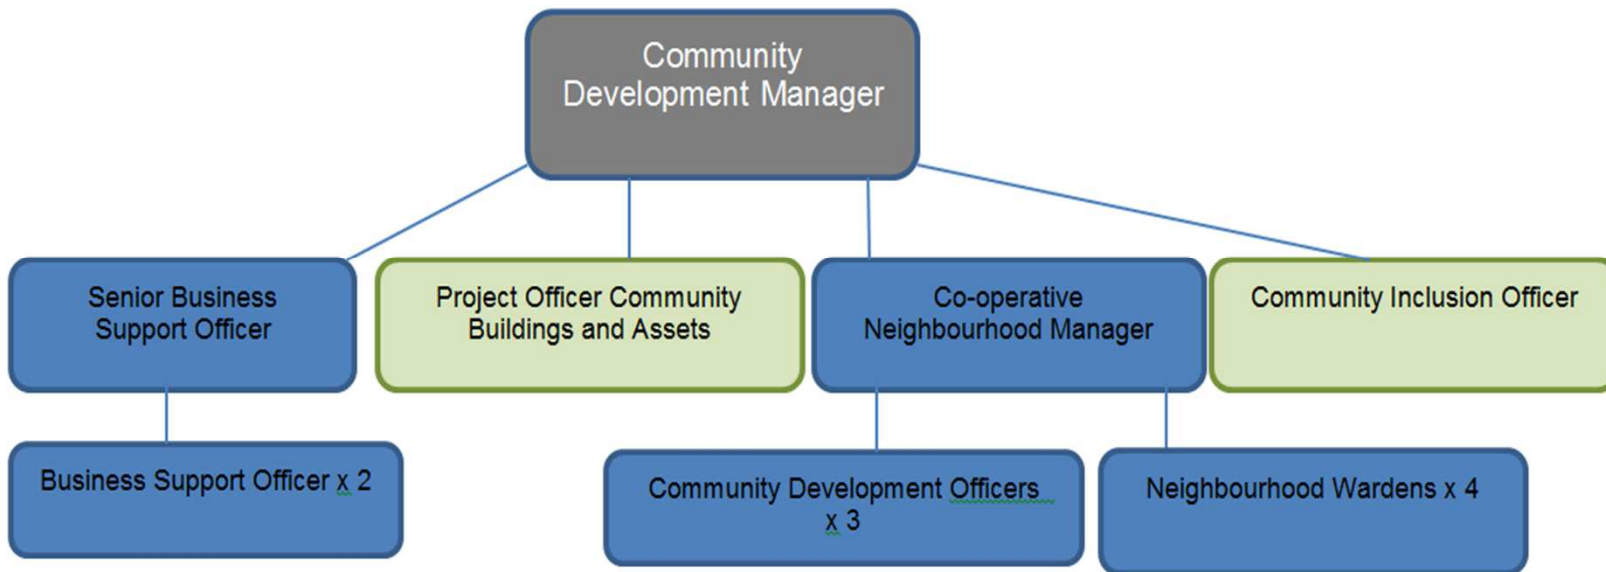 Community
Development Manager
Senior Business
Support Officer
Project Officer Community
Buildings and Assets
Co-operative
Neighbourhood Manager
Community Inclusion Officer
Business Support Officer x 2
Community Development Officers
x 3
Neighbourhood Wardens x 4